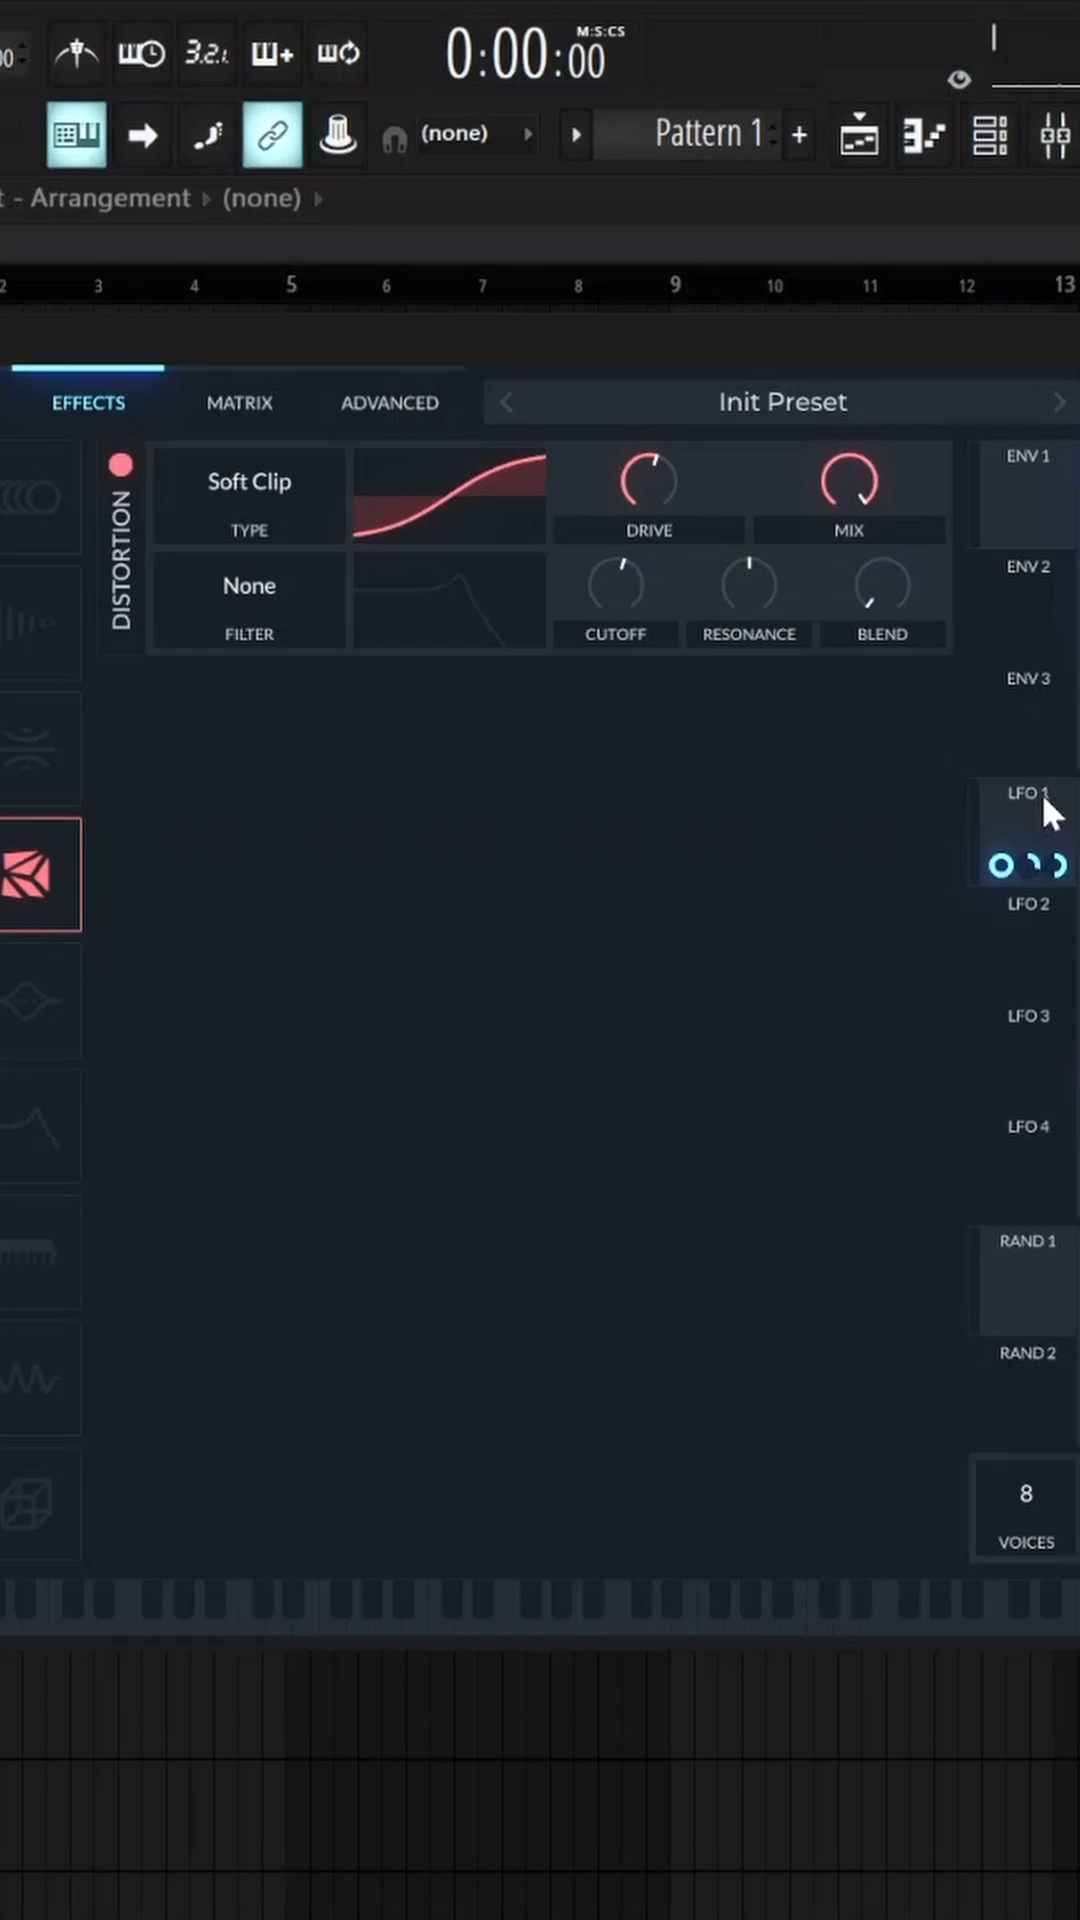 00
3.2.
0:00:00
M:S:CS
(none)
Pattern 1
+
t - Arrangement
(none)
2
3
4
5
6
7
8
9
10
11
12
13
EFFECTS
MATRIX
ADVANCED
Init Preset
DISTORTION
Soft Clip
TYPE
DRIVE
MIX
None
FILTER
CUTOFF
RESONANCE
BLEND
ENV 1
ENV 2
ENV 3
LFO 1
LFO 2
LFO 3
LFO 4
RAND 1
RAND 2
8
VOICES